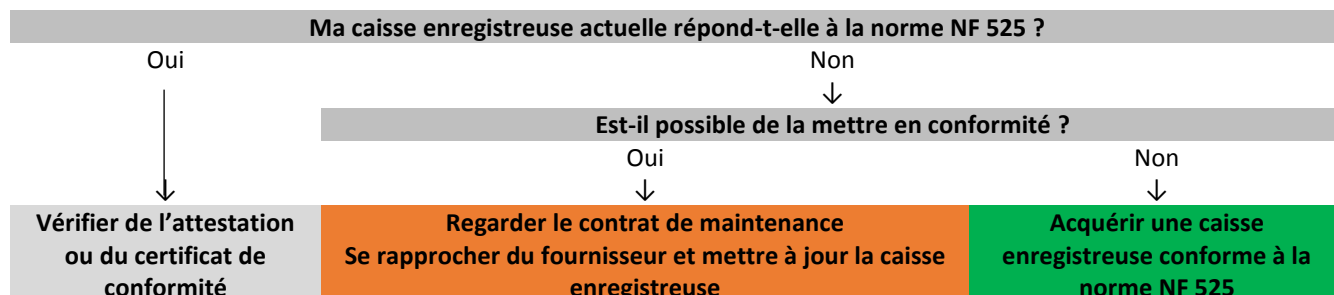 Ma caisse enregistreuse actuelle répond-t-elle à la norme NF 525 ?
Oui
Non
Est-il possible de la mettre en conformité ?
Oui
Non
Vérifier de l’attestation
ou du certificat de
conformité
Regarder le contrat de maintenance
Se rapprocher du fournisseur et mettre à jour la caisse
enregistreuse
Acquérir une caisse
enregistreuse conforme à la
norme NF 525